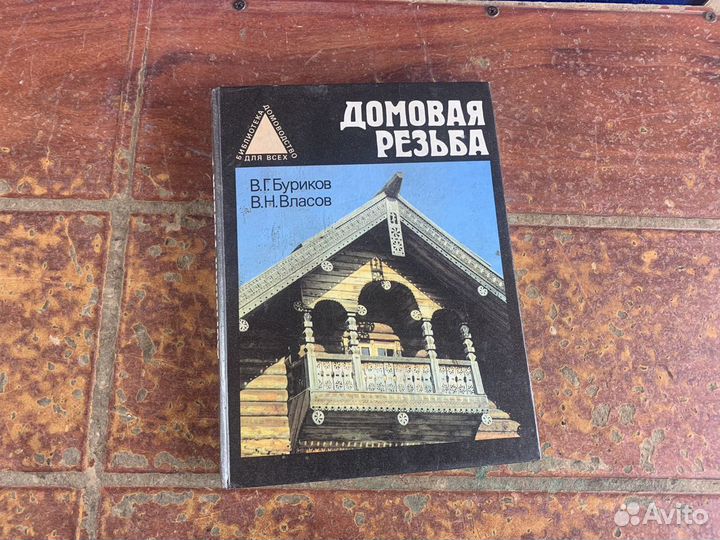 БИБЛИОТЕКА
ДОМОВОДСТВО
ДЛЯ ВСЕХ
ДОМОВАЯ
РЕЗЬБА
В.Г. Буриков
В.Н. Власов
Avito